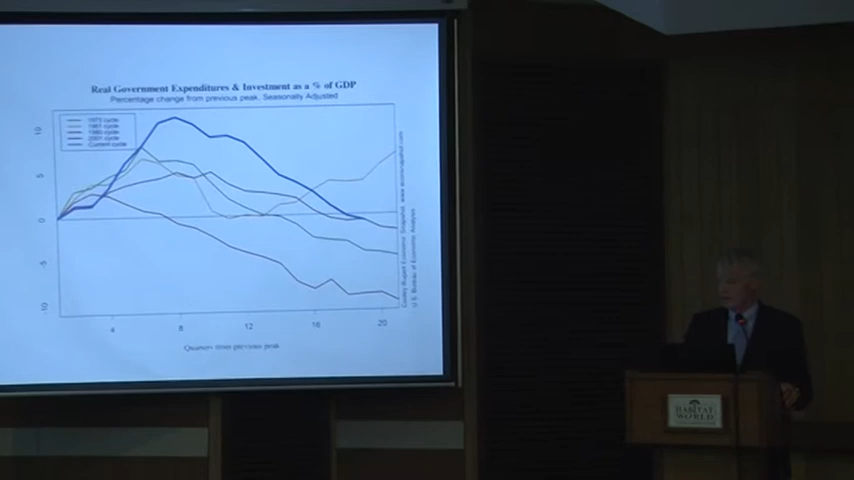 Real Government Expenditures & Investment as a % of GDP
Percentage change from previous peak, Seasonally Adjusted
1973 cycle
1981 cycle
1990 cycle
2001 cycle
Current cycle
10
5
0
-5
-10
4
8
12
16
20
Quarters from previous peak
Economic Snapshot
U.S. Bureau of Economic Analysis
HABITAT
WORLD